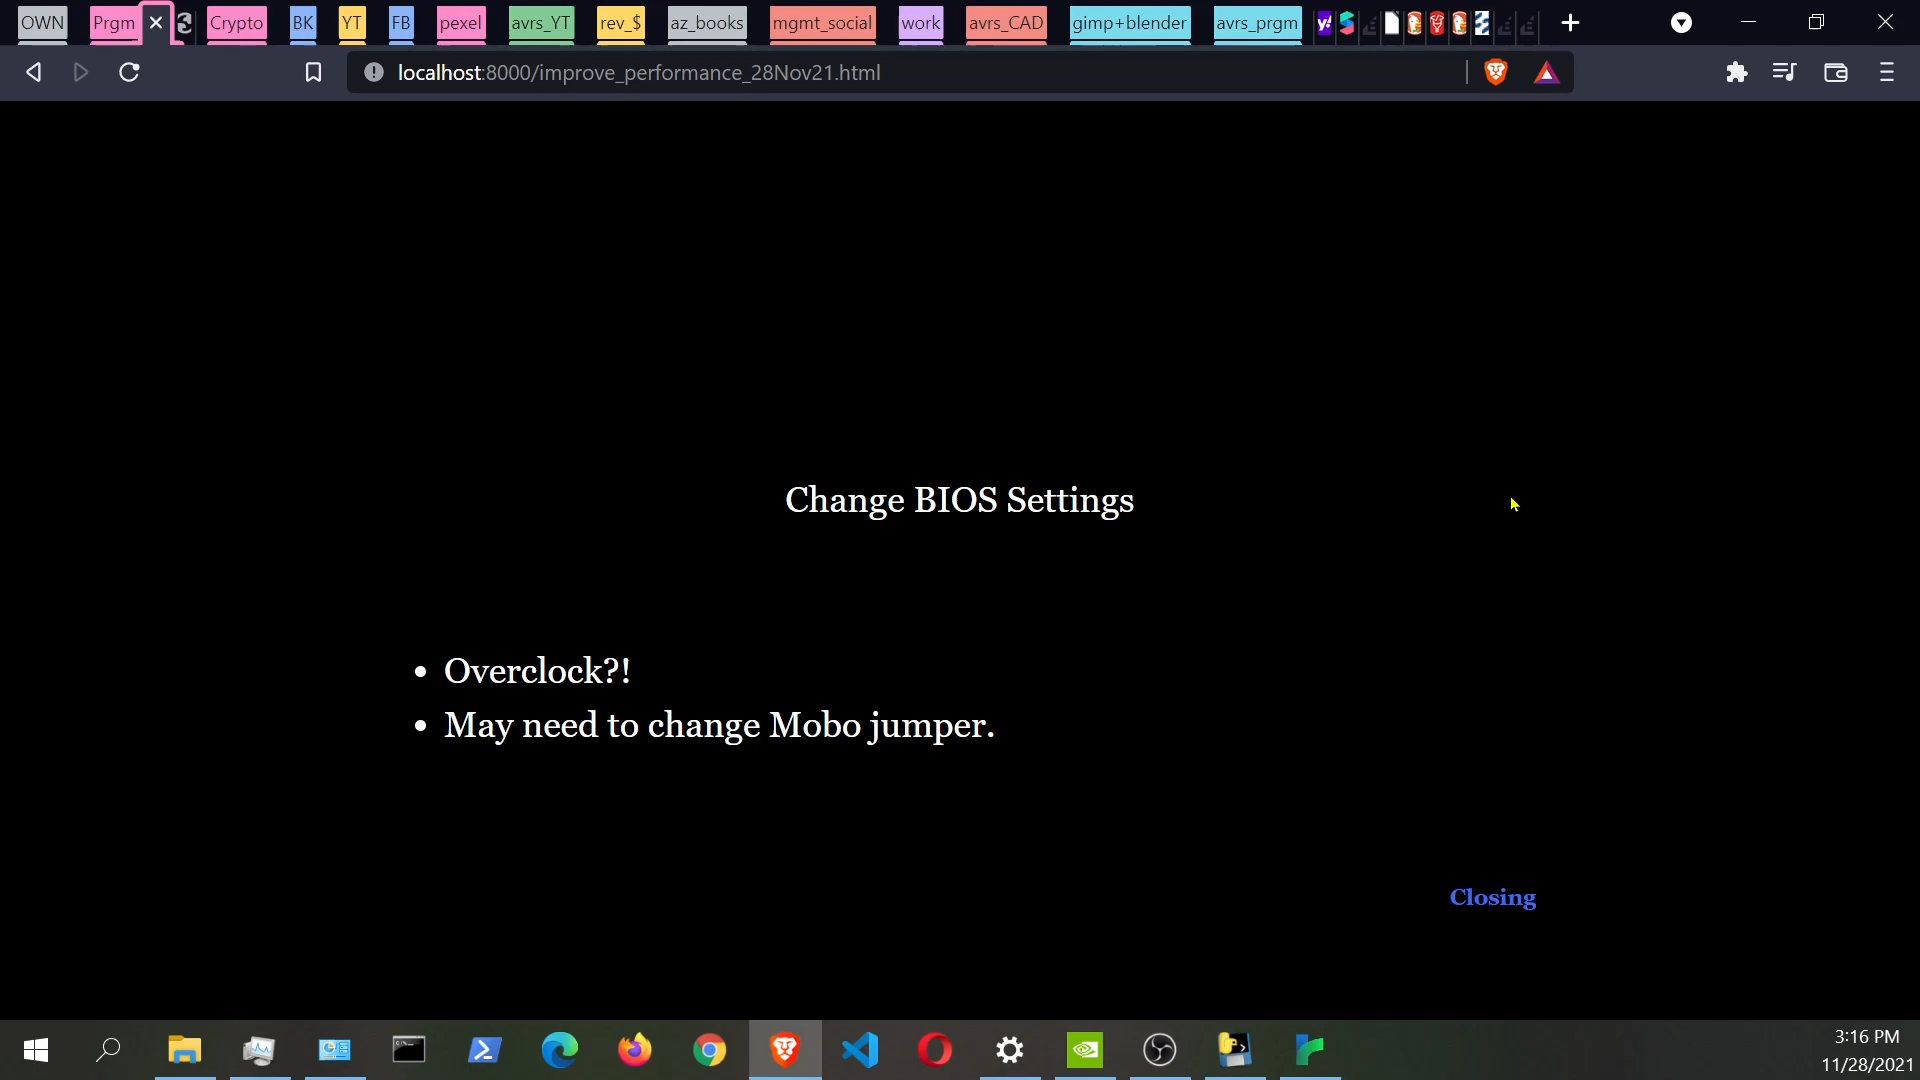 OWN
Prgm
Crypto
BK
YT
FB
pexel
avrs_YT
rev_$
az_books
mgmt_social
work
avrs_CAD
gimp+blender
avrs_prgm
localhost:8000/improve_performance_28Nov21.html
Change BIOS Settings
• Overclock?!
• May need to change Mobo jumper.
Closing
3:16 PM
11/28/2021